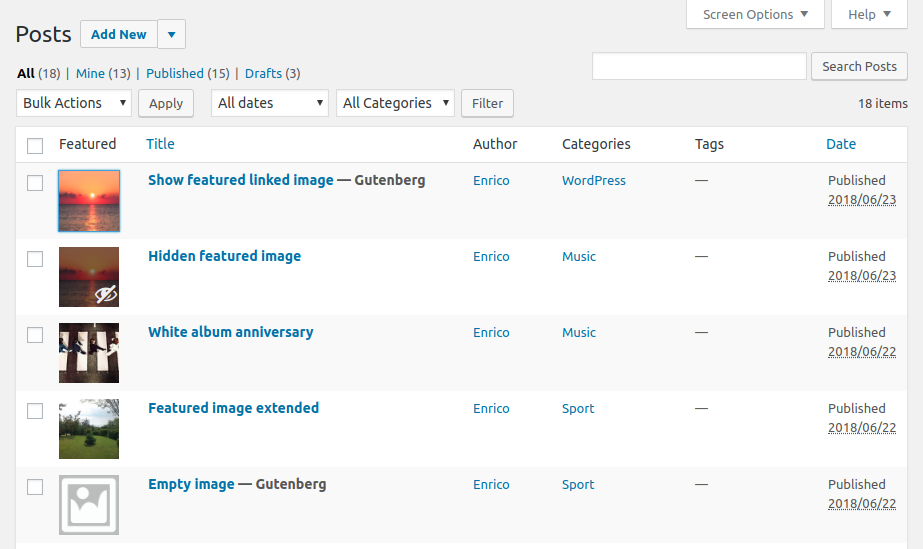 Screen Options ▼ Help ▼
Posts Add New ▼
All (18) | Mine (13) | Published (15) | Drafts (3)
Search Posts
Bulk Actions ▼ Apply All dates ▼ All Categories ▼ Filter 18 items
Featured Title Author Categories Tags Date
Show featured linked image — Gutenberg Enrico WordPress — Published
2018/06/23
Hidden featured image Enrico Music — Published
2018/06/23
White album anniversary Enrico Music — Published
2018/06/22
Featured image extended Enrico Sport — Published
2018/06/22
Empty image — Gutenberg Enrico Sport — Published
2018/06/22